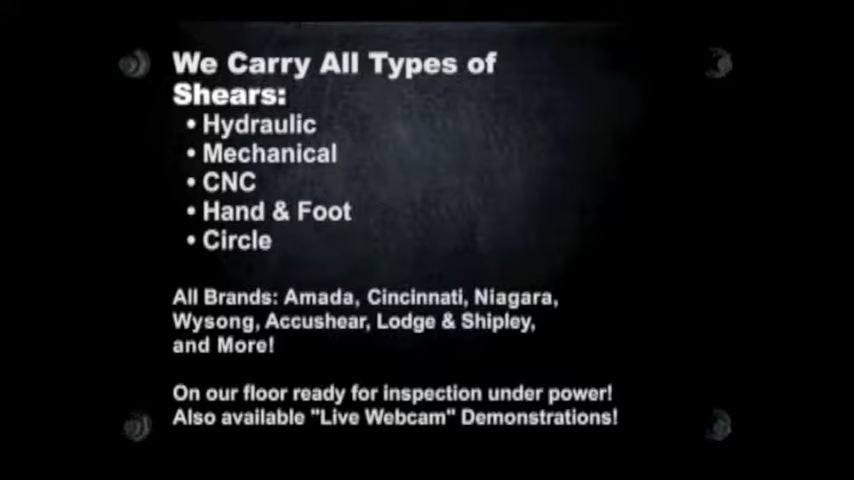 We Carry All Types of
Shears:
• Hydraulic
• Mechanical
• CNC
• Hand & Foot
• Circle
All Brands: Amada, Cincinnati, Niagara,
Wysong, Accushear, Lodge & Shipley,
and More!
On our floor ready for inspection under power!
Also available "Live Webcam" Demonstrations!